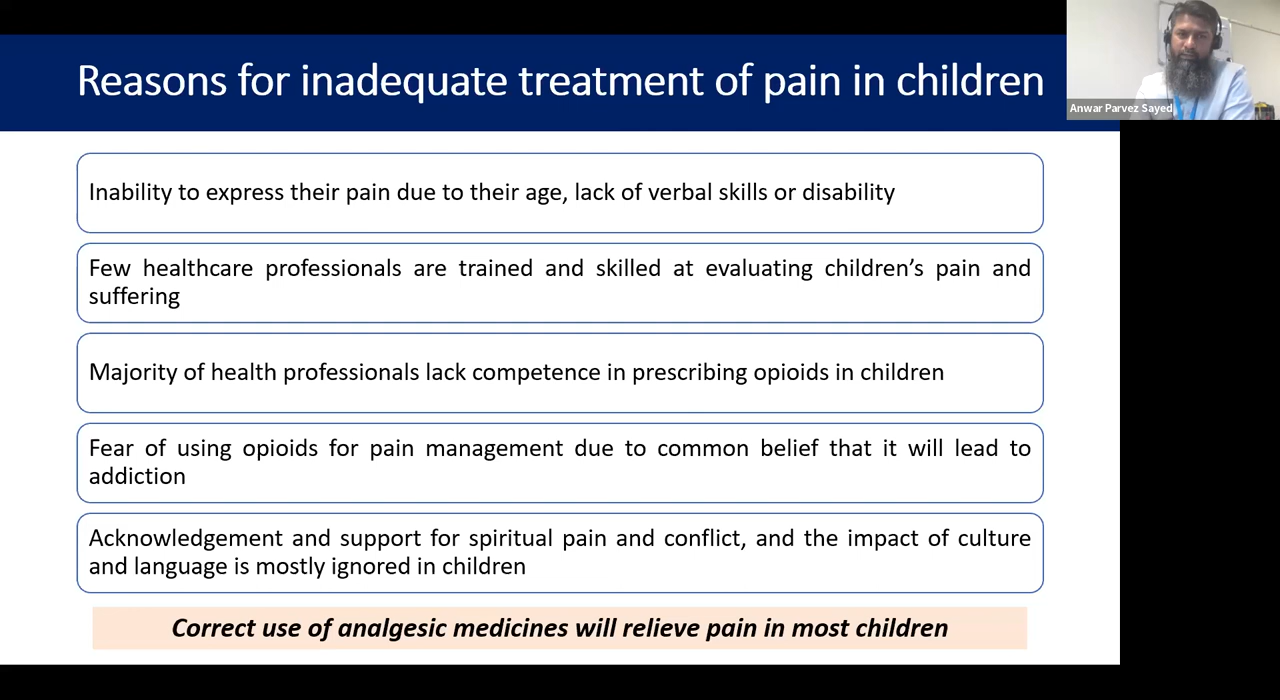 Reasons for inadequate treatment of pain in children
Anwar Parvez Sayed
Inability to express their pain due to their age, lack of verbal skills or disability
Few healthcare professionals are trained and skilled at evaluating children’s pain and
suffering
Majority of health professionals lack competence in prescribing opioids in children
Fear of using opioids for pain management due to common belief that it will lead to
addiction
Acknowledgement and support for spiritual pain and conflict, and the impact of culture
and language is mostly ignored in children
Correct use of analgesic medicines will relieve pain in most children